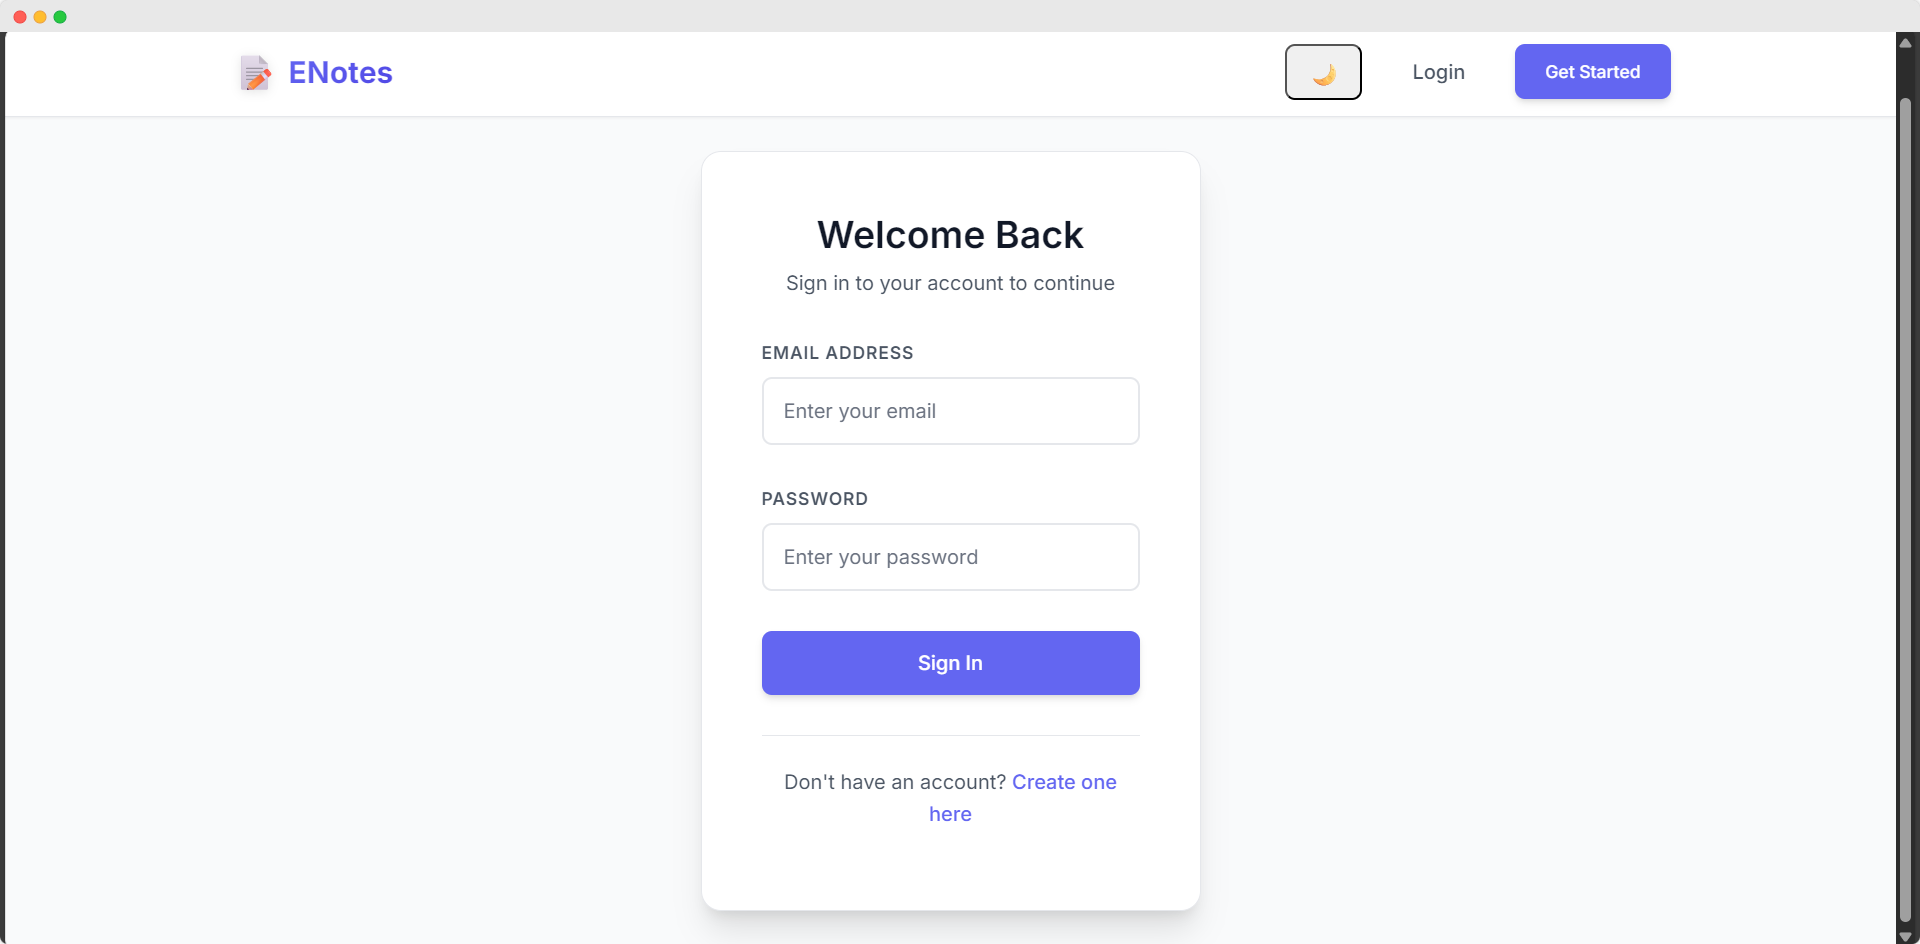 ENotes
Login
Get Started
Welcome Back
Sign in to your account to continue
EMAIL ADDRESS
Enter your email
PASSWORD
Enter your password
Sign In
Don't have an account? Create one
here